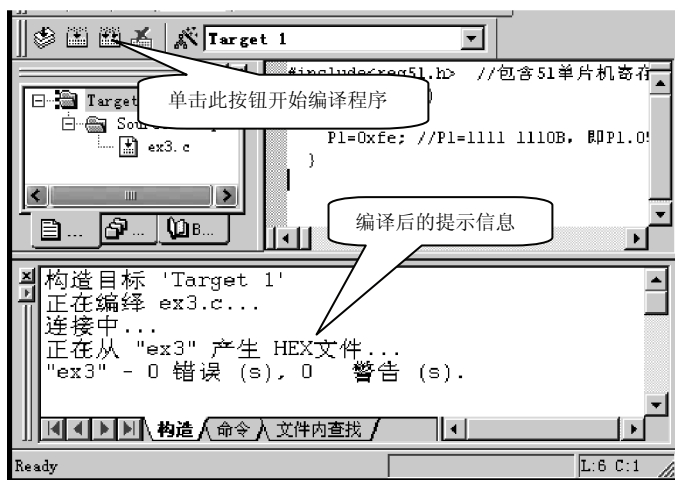 Target 1
#include<reg51.h> //包含51单片机寄存
单击此按钮开始编译程序
Target
ex3.c
P1=0xfe; //P1=1111 1110B, 即P1.0
}
编译后的提示信息
... ... B...
构造目标 'Target 1'
正在编绎 ex3.c...
连接中...
正在从 "ex3" 产生 HEX文件...
"ex3" - 0 错误 (s), 0 警告 (s).
构造 命令 文件内查找
Ready
L:6 C:1